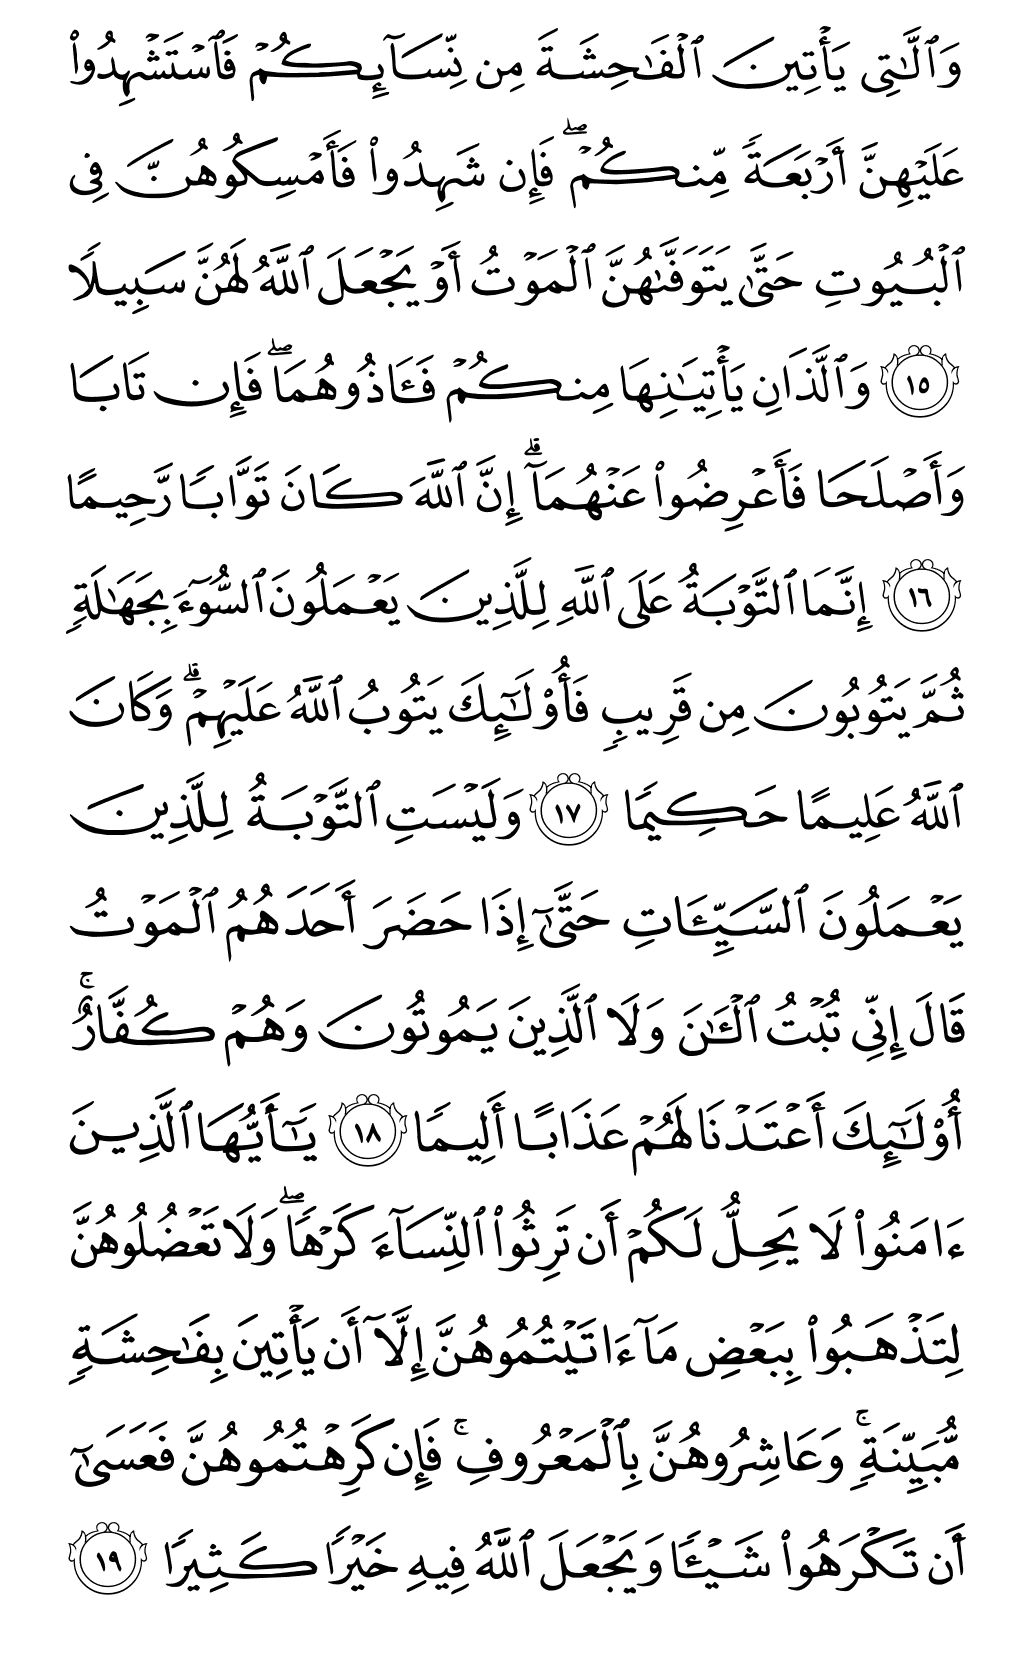 وَٱلَّٰتِى يَأْتِينَ ٱلْفَٰحِشَةَ مِن نِّسَآئِكُمْ فَٱسْتَشْهِدُوا۟
عَلَيْهِنَّ أَرْبَعَةً مِّنكُمْ ۖ فَإِن شَهِدُوا۟ فَأَمْسِكُوهُنَّ فِى
ٱلْبُيُوتِ حَتَّىٰ يَتَوَفَّىٰهُنَّ ٱلْمَوْتُ أَوْ يَجْعَلَ ٱللَّهُ لَهُنَّ سَبِيلًا
١٥ وَٱلَّذَانِ يَأْتِيَٰنِهَا مِنكُمْ فَـَٔاذُوهُمَا ۖ فَإِن تَابَا
وَأَصْلَحَا فَأَعْرِضُوا۟ عَنْهُمَآ ۗ إِنَّ ٱللَّهَ كَانَ تَوَّابًا رَّحِيمًا
١٦ إِنَّمَا ٱلتَّوْبَةُ عَلَى ٱللَّهِ لِلَّذِينَ يَعْمَلُونَ ٱلسُّوٓءَ بِجَهَٰلَةٍ
ثُمَّ يَتُوبُونَ مِن قَرِيبٍ فَأُو۟لَٰٓئِكَ يَتُوبُ ٱللَّهُ عَلَيْهِمْ ۗ وَكَانَ
ٱللَّهُ عَلِيمًا حَكِيمًا ١٧ وَلَيْسَتِ ٱلتَّوْبَةُ لِلَّذِينَ
يَعْمَلُونَ ٱلسَّيِّـَٔاتِ حَتَّىٰٓ إِذَا حَضَرَ أَحَدَهُمُ ٱلْمَوْتُ
قَالَ إِنِّى تُبْتُ ٱلْـَٰٔنَ وَلَا ٱلَّذِينَ يَمُوتُونَ وَهُمْ كُفَّارٌ ۚ
أُو۟لَٰٓئِكَ أَعْتَدْنَا لَهُمْ عَذَابًا أَلِيمًا ١٨ يَٰٓأَيُّهَا ٱلَّذِينَ
ءَامَنُوا۟ لَا يَحِلُّ لَكُمْ أَن تَرِثُوا۟ ٱلنِّسَآءَ كَرْهًا ۖ وَلَا تَعْضُلُوهُنَّ
لِتَذْهَبُوا۟ بِبَعْضِ مَآ ءَاتَيْتُمُوهُنَّ إِلَّآ أَن يَأْتِينَ بِفَٰحِشَةٍ
مُّبَيِّنَةٍ ۚ وَعَاشِرُوهُنَّ بِٱلْمَعْرُوفِ ۚ فَإِن كَرِهْتُمُوهُنَّ فَعَسَىٰٓ
أَن تَكْرَهُوا۟ شَيْـًٔا وَيَجْعَلَ ٱللَّهُ فِيهِ خَيْرًا كَثِيرًا ١٩